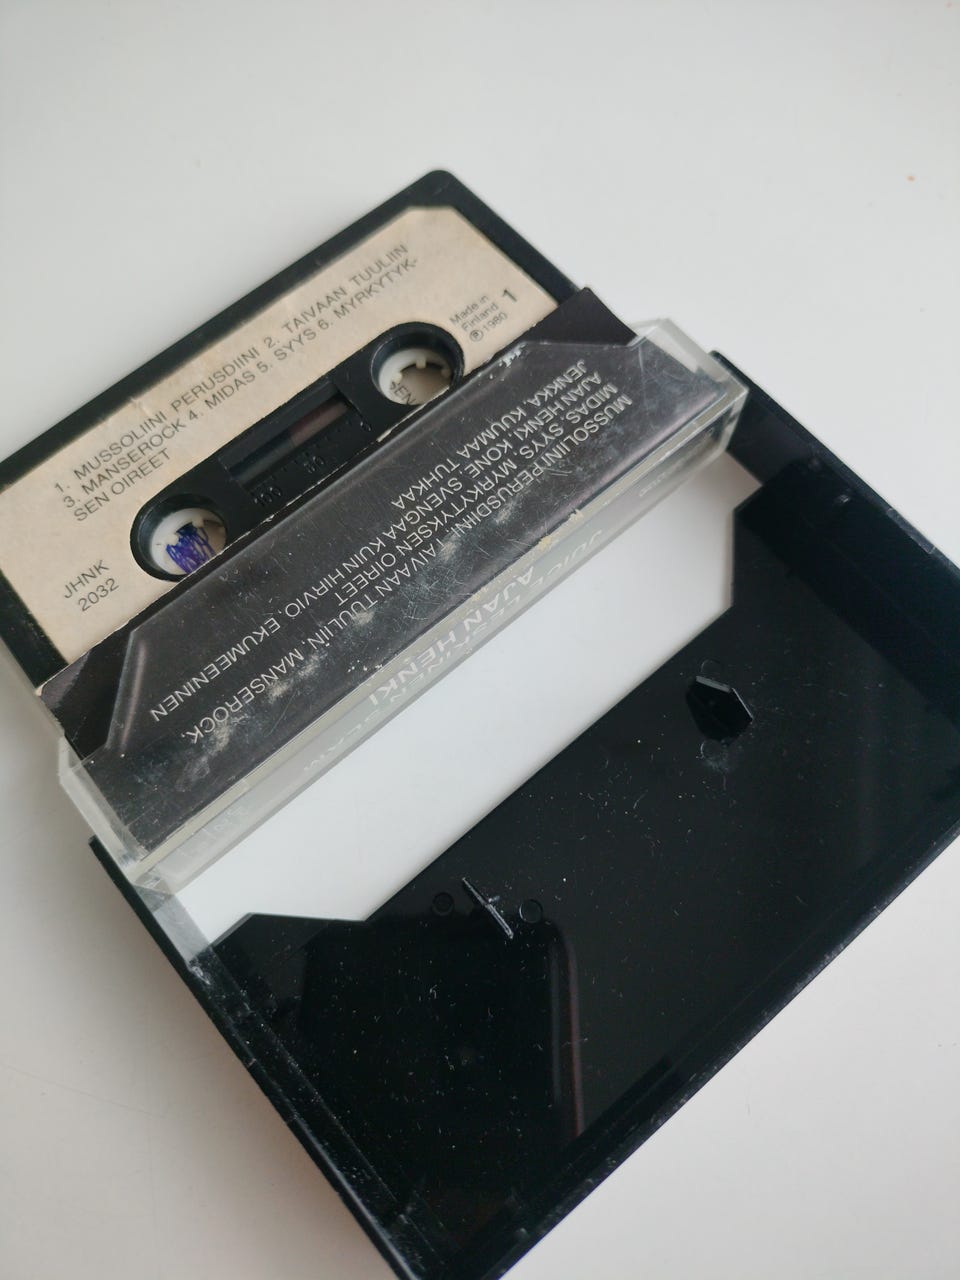 1. MUSSOLIINI PERUSDIINI 2. TAIVAAN TUULIIN
3. MANSEROCK 4. MIDAS 5. SYYS 6. MYRKYTYK-
SEN OIREET
Made in
Finland
℗ 1980
1
JHNK
2032
MUSSOLIINI PERUSDIINI, TAIVAAN TUULIIN, MANSEROCK,
MIDAS, SYYS, MYRKYTYKSEN OIREET
AJAN HENKI, KONE, SVENGAA KUIN HIRVIO, EKUMEENINEN
JENKKA, KUUMAA TUHKAA
JUICE
AJAN HENKI